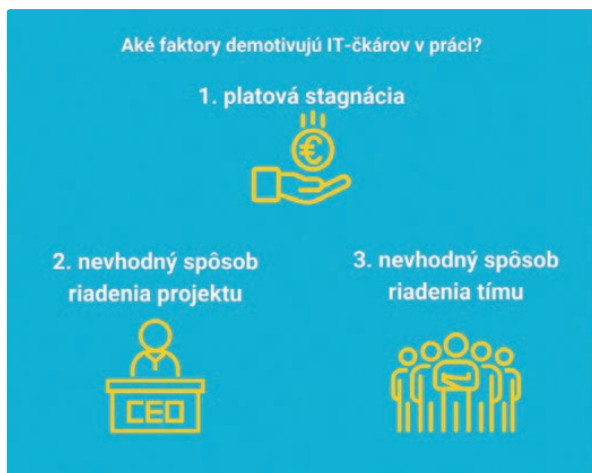 Aké faktory demotivujú IT-čkárov v práci?
1. platová stagnácia
€
2. nevhodný spôsob
riadenia projektu
CEO
3. nevhodný spôsob
riadenia tímu